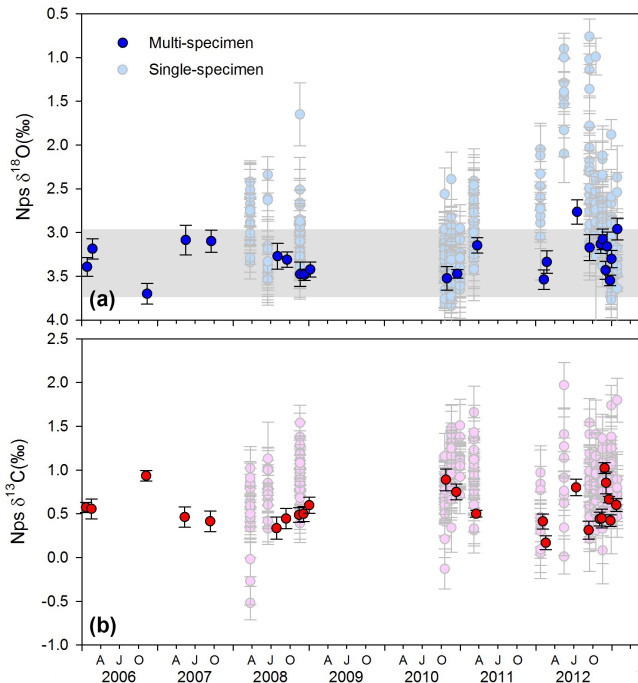 0.5
Multi-specimen
Single-specimen
1.0
1.5
2.0
2.5
3.0
3.5
4.0
Nps δ18O(‰)
(a)
2.0
1.5
1.0
0.5
0.0
-0.5
-1.0
Nps δ13C(‰)
(b)
A J O A J O A J O A J O A J O A J O A J O
2006 2007 2008 2009 2010 2011 2012